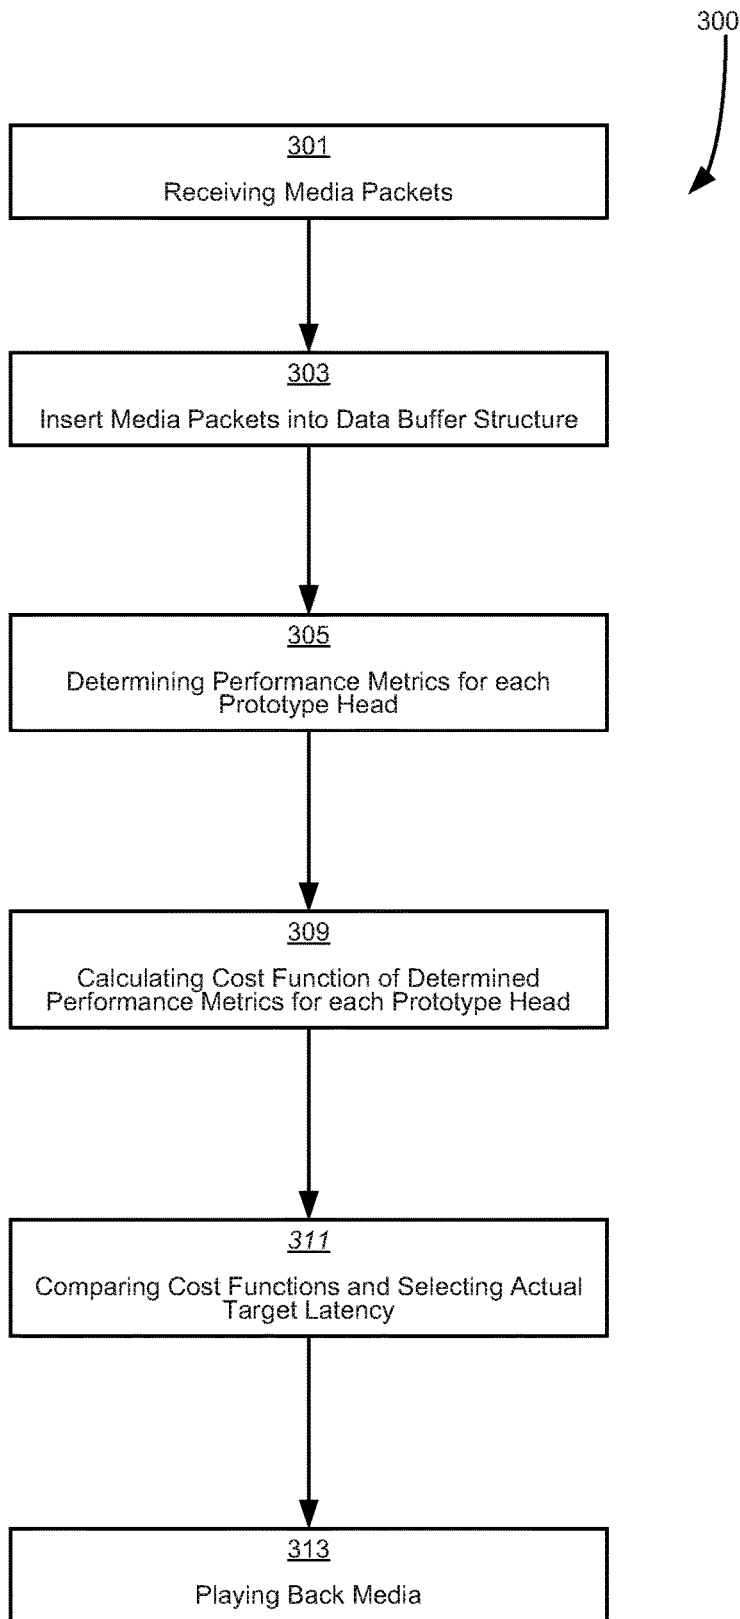 300
301
Receiving Media Packets
303
Insert Media Packets into Data Buffer Structure
305
Determining Performance Metrics for each
Prototype Head
309
Calculating Cost Function of Determined
Performance Metrics for each Prototype Head
311
Comparing Cost Functions and Selecting Actual
Target Latency
313
Playing Back Media